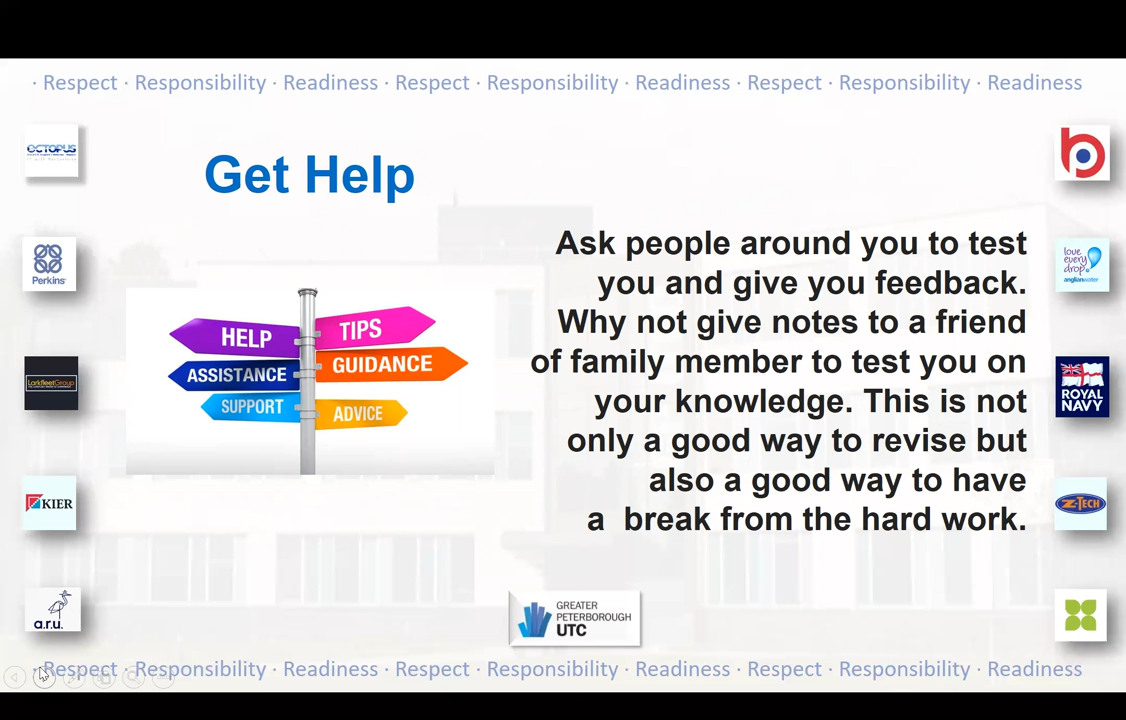 · Respect · Responsibility · Readiness · Respect · Responsibility · Readiness · Respect · Responsibility · Readiness
OCTOPUS
Perkins
LarkfleetGroup
KIER
a.r.u.
Get Help
HELP
TIPS
ASSISTANCE
GUIDANCE
SUPPORT
ADVICE
Ask people around you to test
you and give you feedback.
Why not give notes to a friend
of family member to test you on
your knowledge. This is not
only a good way to revise but
also a good way to have
a  break from the hard work.
love
every
drop
anglianwater
ROYAL
NAVY
Z-TECH
GREATER
PETERBOROUGH
UTC
· Respect · Responsibility · Readiness · Respect · Responsibility · Readiness · Respect · Responsibility · Readiness